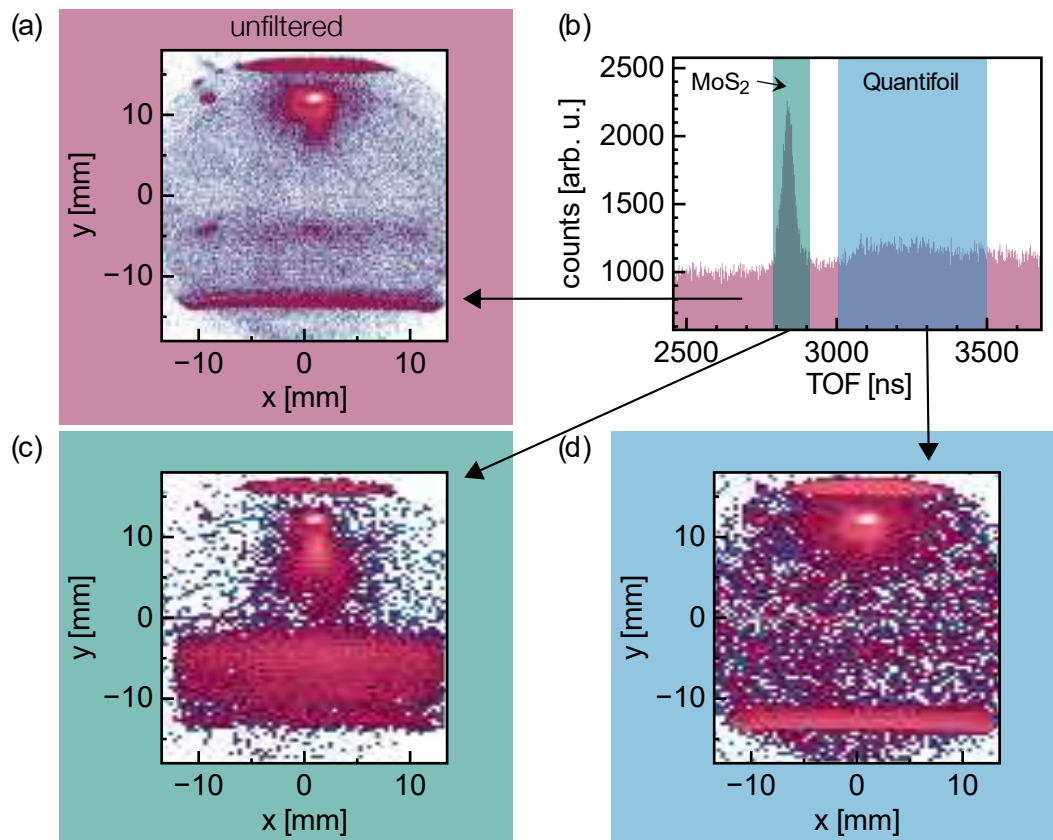 (a)
unfiltered
y [mm]
10
0
−10
−10
0
10
x [mm]
(b)
counts [arb. u.]
2500
2000
1500
1000
MoS₂
Quantifoil
2500
3000
3500
TOF [ns]
(c)
y [mm]
10
0
−10
−10
0
10
x [mm]
(d)
y [mm]
10
0
−10
−10
0
10
x [mm]